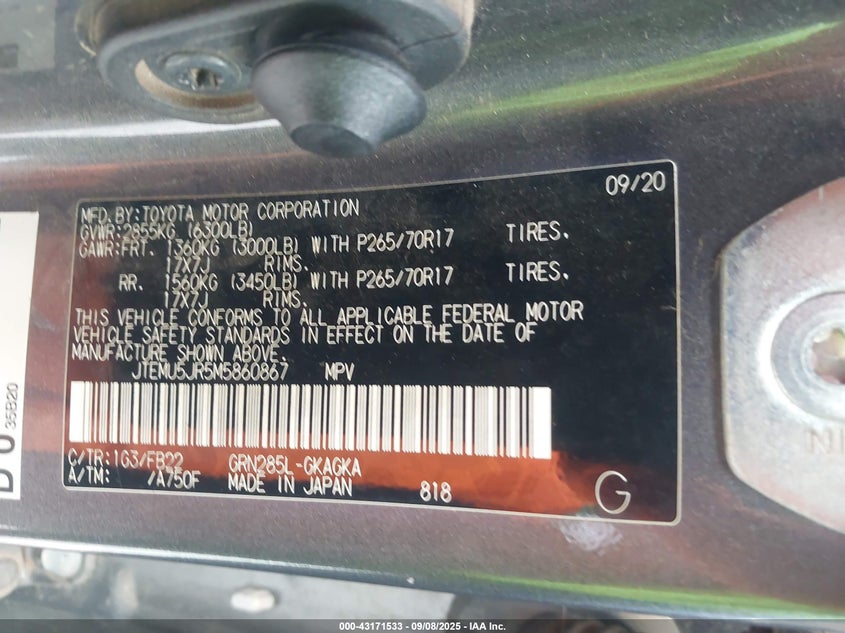 09/20
MFD. BY: TOYOTA MOTOR CORPORATION
GVWR: 2855KG (6300LB)
GAWR: FRT. 1360KG (3000LB) WITH P265/70R17 TIRES.
17X7J RIMS.
RR. 1560KG (3450LB) WITH P265/70R17 TIRES.
17X7J RIMS.
THIS VEHICLE CONFORMS TO ALL APPLICABLE FEDERAL MOTOR
VEHICLE SAFETY STANDARDS IN EFFECT ON THE DATE OF
MANUFACTURE SHOWN ABOVE.
JTEMU5JR5M5860867 MPV
C/TR: 1G3/FB22 GRN285L-GKAGKA
A/TM: /A750F MADE IN JAPAN 818
G
35B20
000-43171533 - 09/08/2025 - IAA Inc.